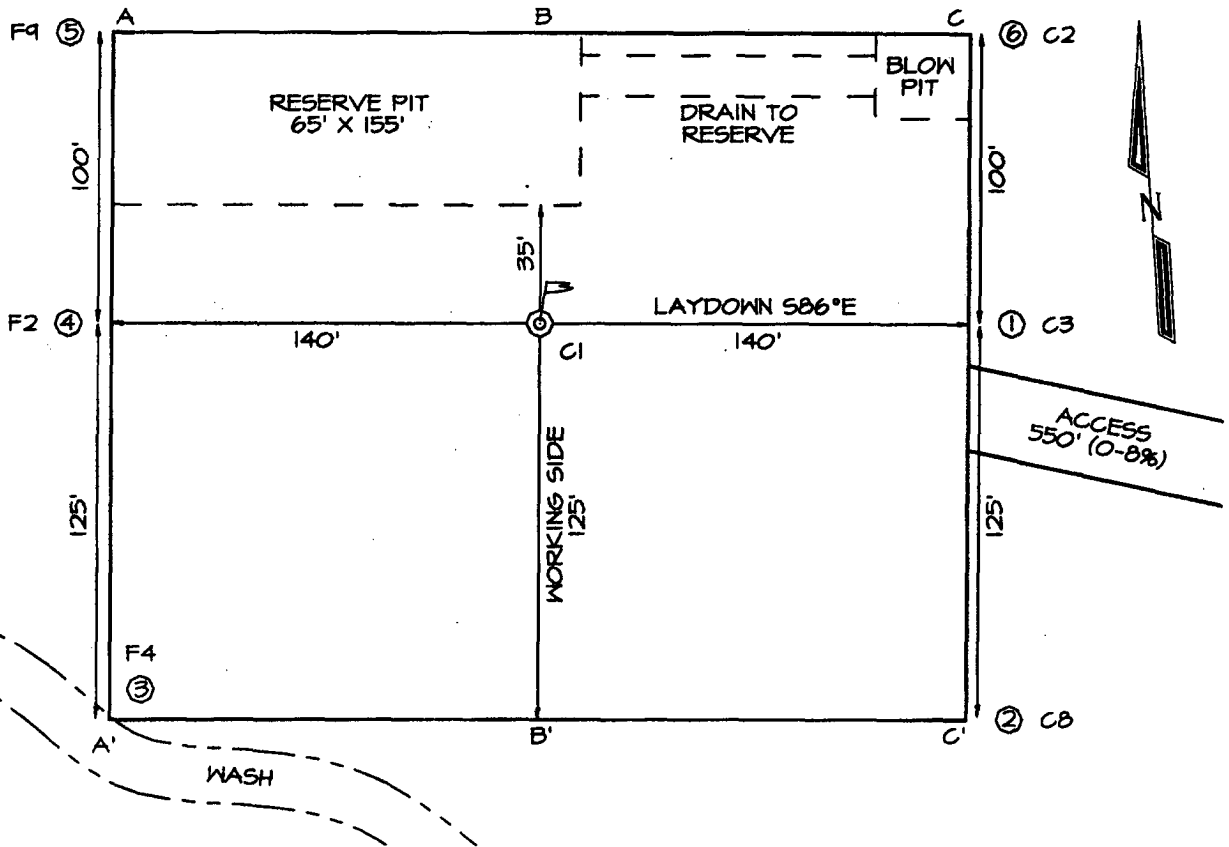 A
B
C
F9 ⑤
⑥ C2
RESERVE PIT
65' X 155'
BLOW
PIT
DRAIN TO
RESERVE
100'
100'
N
35'
LAYDOWN S86°E
F2 ④
140'
C1
140'
① C3
ACCESS
550' (0-8%)
WORKING SIDE
125'
125'
125'
F4
③
A'
B'
C'
② C8
WASH